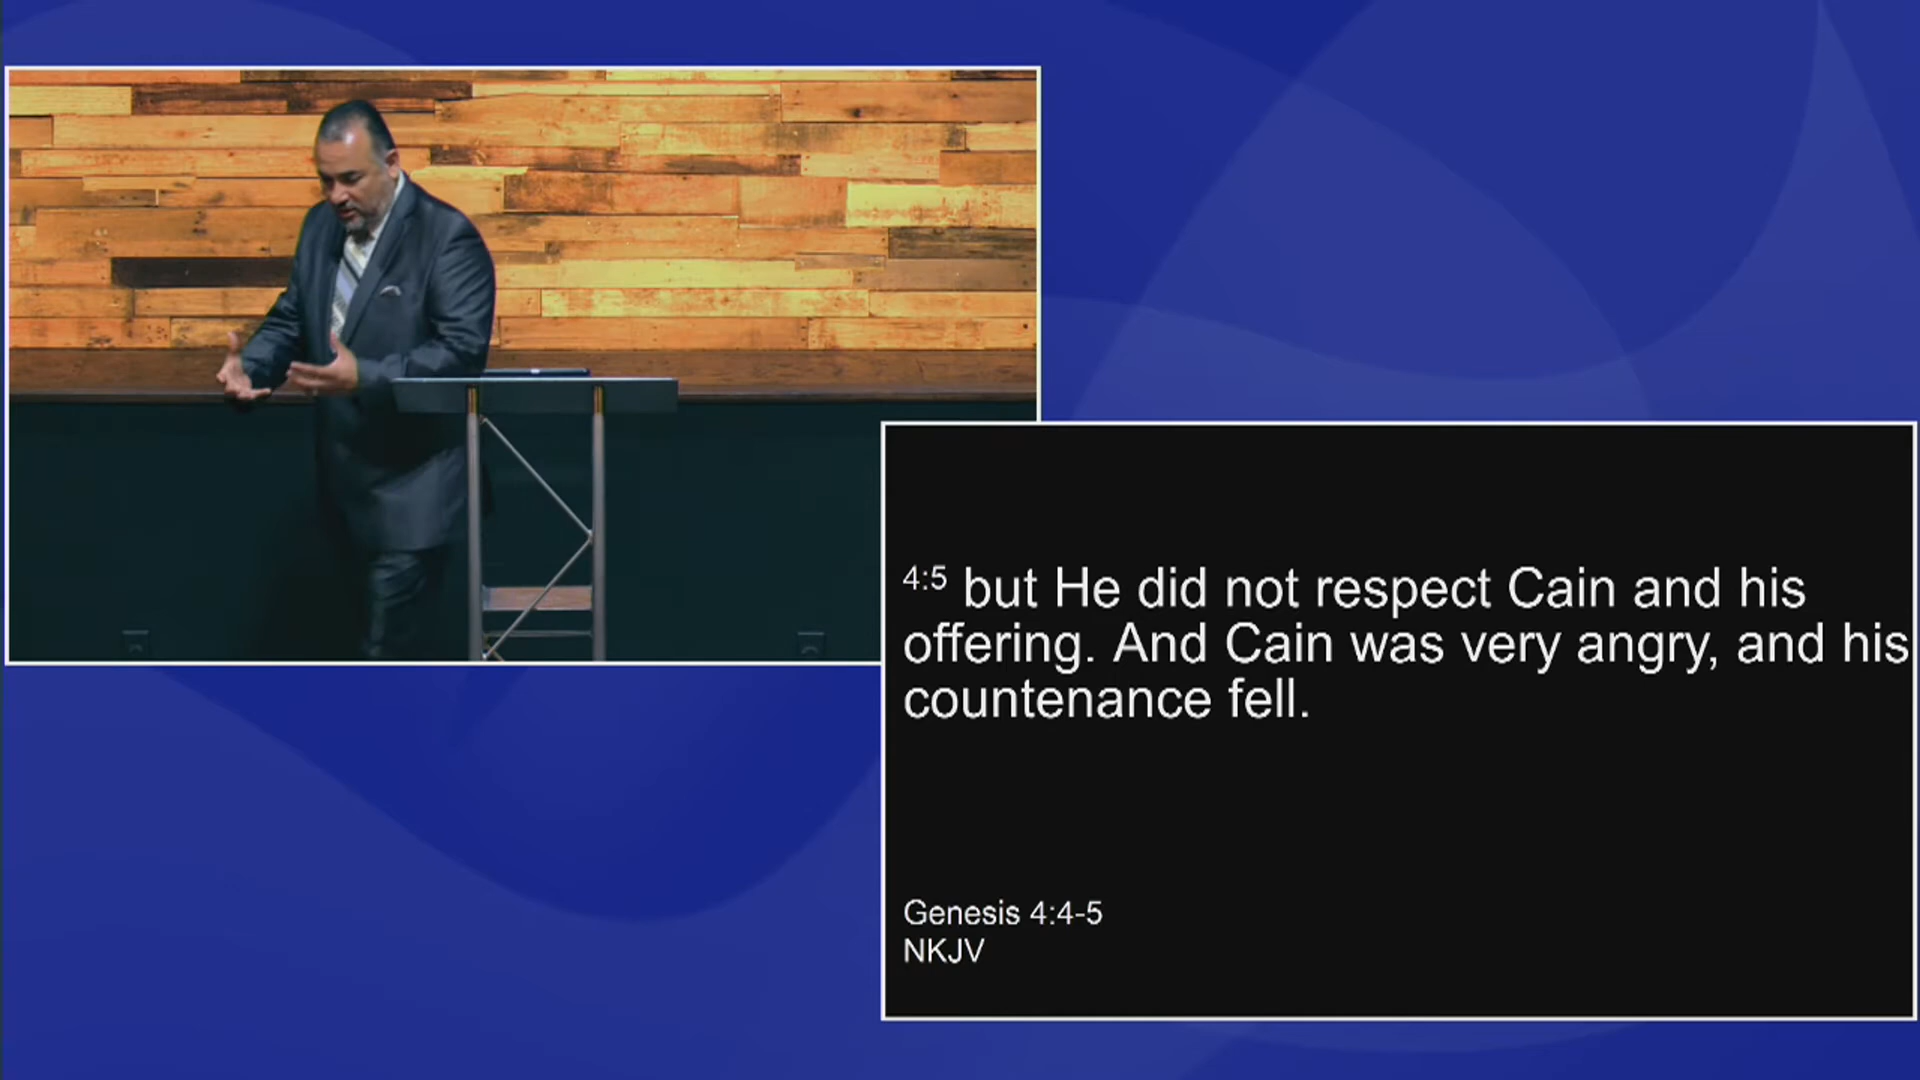 4:5 but He did not respect Cain and his
offering. And Cain was very angry, and his
countenance fell.
Genesis 4:4-5
NKJV